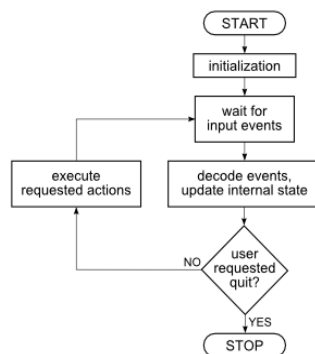 START
initialization
wait for
input events
execute
requested actions
decode events,
update internal state
user
requested
quit?
NO
YES
STOP